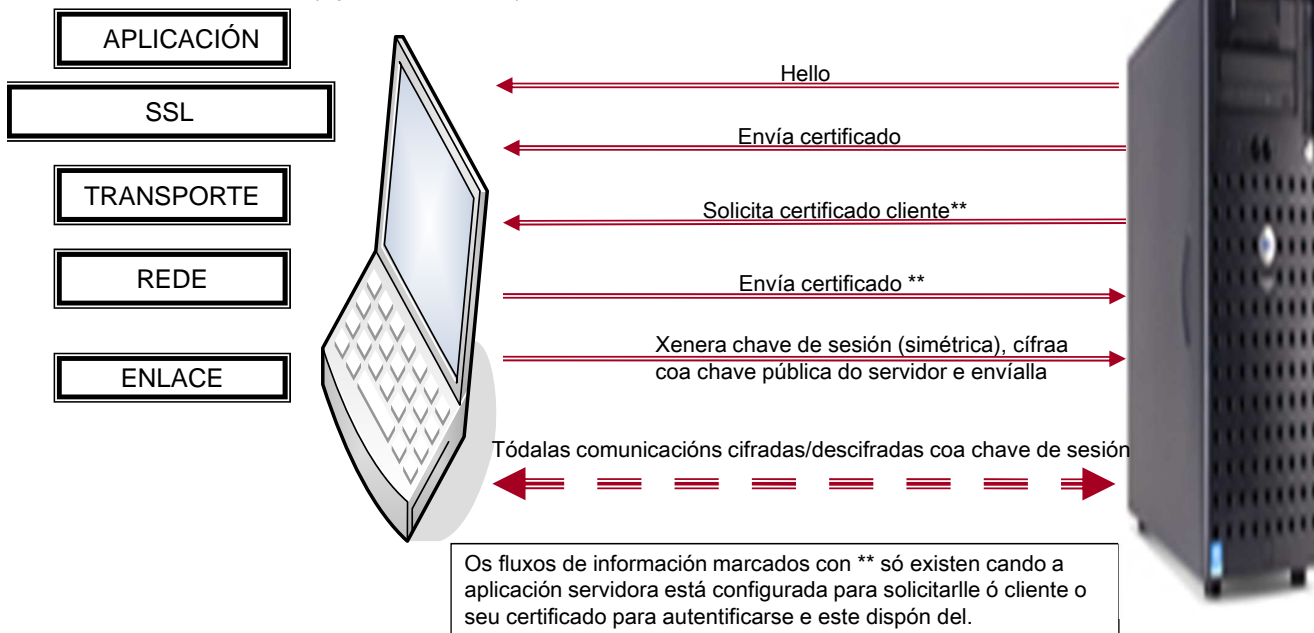 APLICACIÓN
SSL
TRANSPORTE
REDE
ENLACE
Hello
Envía certificado
Solicita certificado cliente**
Envía certificado **
Xenera chave de sesión (simétrica), cífraa
coa chave pública do servidor e envíalla
Tódalas comunicacións cifradas/descifradas coa chave de sesión
Os fluxos de información marcados con ** só existen cando a
aplicación servidora está configurada para solicitarlle ó cliente o
seu certificado para autentificarse e este dispón del.